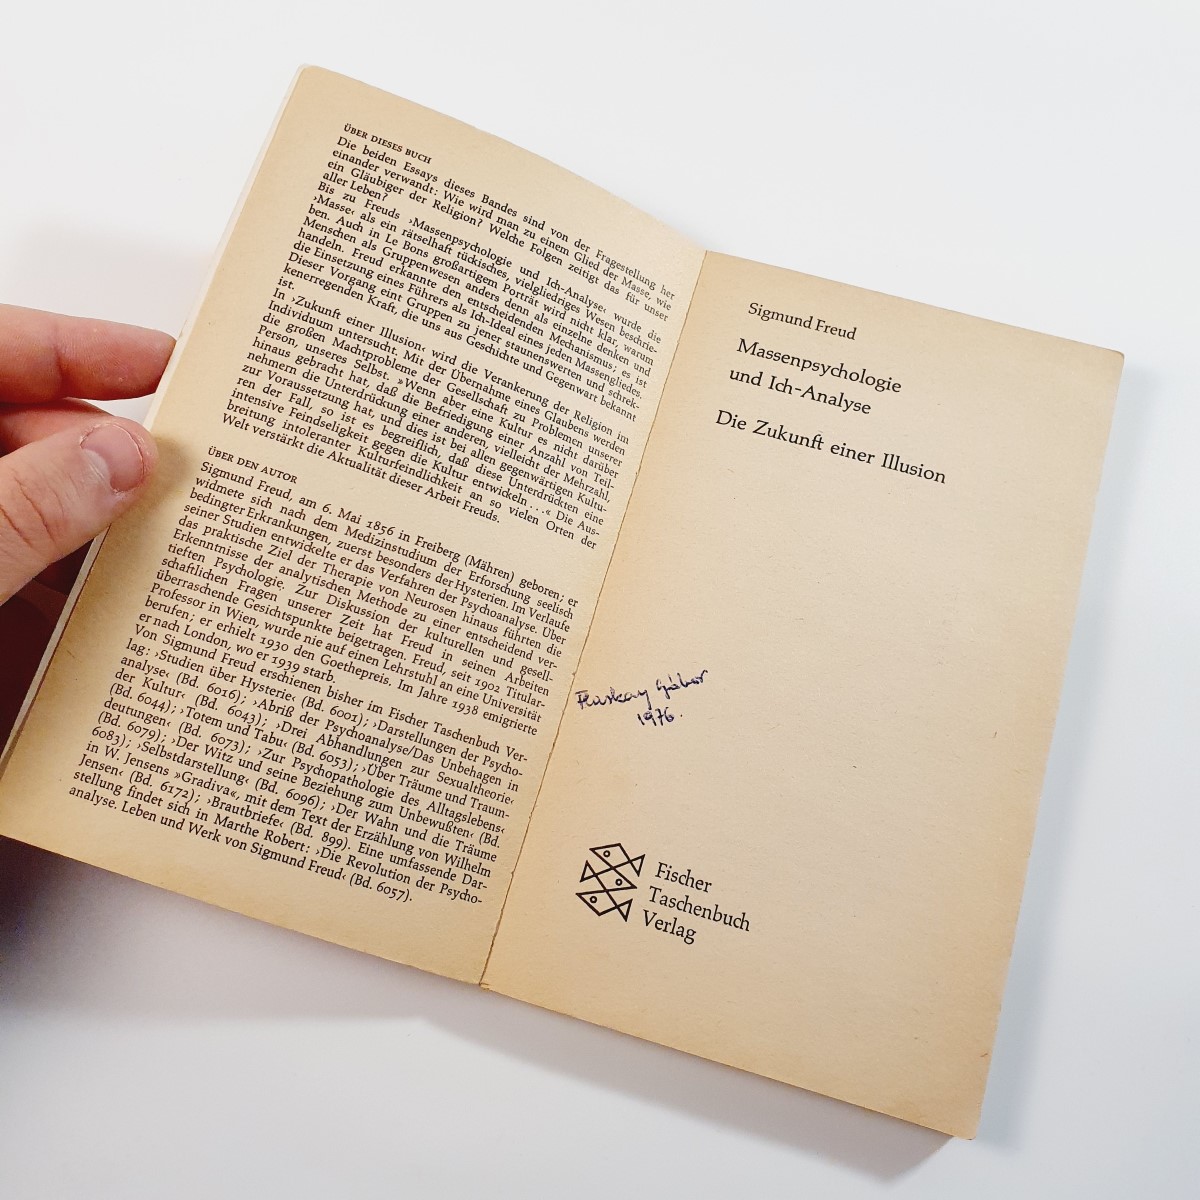 ÜBER DIESES BUCH
Die beiden Essays dieses Bandes sind von der Fragestellung her
einander verwandt: Wie wird man zu einem Glied der Masse, wie
ein Gläubiger der Religion? Welche Folgen zeitigt das für unser
aller Leben?
Bis zu Freuds ›Massenpsychologie und Ich-Analyse‹ wurde die
›Masse‹ als ein rätselhaft tückisches, vielgliedriges Wesen beschrie-
ben. Auch in Le Bons großartigem Porträt wird nicht klar, warum
Menschen als Gruppenwesen anders denn als einzelne denken und
handeln. Freud erkannte den entscheidenden Mechanismus; es ist
die Einsetzung eines Führers als Ich-Ideal eines jeden Massengliedes.
Dieser Vorgang eint Gruppen zu jener staunenswerten und schrek-
kenerregenden Kraft, die uns aus Geschichte und Gegenwart bekannt
ist.
In ›Zukunft einer Illusion‹ wird die Verankerung der Religion im
Individuum untersucht. Mit der Übernahme eines Glaubens werden
die großen Machtprobleme der Gesellschaft zu Problemen unserer
Person, unseres Selbst. »Wenn aber eine Kultur es nicht darüber
hinaus gebracht hat, daß die Befriedigung einer Anzahl von Teil-
nehmern die Unterdrückung einer anderen, vielleicht der Mehrzahl,
zur Voraussetzung hat, und dies ist bei allen gegenwärtigen Kultu-
ren der Fall, so ist es begreiflich, daß diese Unterdrückten eine
intensive Feindseligkeit gegen die Kultur entwickeln . . .« Die Aus-
breitung intoleranter Kulturfeindlichkeit an so vielen Orten der
Welt verstärkt die Aktualität dieser Arbeit Freuds.
ÜBER DEN AUTOR
Sigmund Freud, am 6. Mai 1856 in Freiberg (Mähren) geboren; er
widmete sich nach dem Medizinstudium der Erforschung seelisch
bedingter Erkrankungen, zuerst besonders der Hysterien. Im Verlaufe
seiner Studien entwickelte er das Verfahren der Psychoanalyse. Über
das praktische Ziel der Therapie von Neurosen hinaus führten die
Erkenntnisse der analytischen Methode zu einer entscheidend ver-
tieften Psychologie. Zur Diskussion der kulturellen und gesell-
schaftlichen Fragen unserer Zeit hat Freud in seinen Arbeiten
überraschende Gesichtspunkte beigetragen. Freud, seit 1902 Titular-
Professor in Wien, wurde nie auf einen Lehrstuhl an eine Universität
berufen; er erhielt 1930 den Goethepreis. Im Jahre 1938 emigrierte
er nach London, wo er 1939 starb.
Von Sigmund Freud erschienen bisher im Fischer Taschenbuch Ver-
lag: ›Studien über Hysterie‹ (Bd. 6001); ›Darstellungen der Psycho-
analyse‹ (Bd. 6016); ›Abriß der Psychoanalyse/Das Unbehagen in
der Kultur‹ (Bd. 6043); ›Drei Abhandlungen zur Sexualtheorie‹
(Bd. 6044); ›Totem und Tabu‹ (Bd. 6053); ›Über Träume und Traum-
deutungen‹ (Bd. 6073); ›Zur Psychopathologie des Alltagslebens‹
(Bd. 6079); ›Der Witz und seine Beziehung zum Unbewußten‹ (Bd.
6083); ›Selbstdarstellung‹ (Bd. 6096); ›Der Wahn und die Träume
in W. Jensens »Gradiva«, mit dem Text der Erzählung von Wilhelm
Jensen‹ (Bd. 6172); ›Brautbriefe‹ (Bd. 899). Eine umfassende Dar-
stellung findet sich in Marthe Robert: ›Die Revolution der Psycho-
analyse. Leben und Werk von Sigmund Freud‹ (Bd. 6057).
Sigmund Freud
Massenpsychologie
und Ich-Analyse
Die Zukunft einer Illusion
Gábor
1976.
Fischer
Taschenbuch
Verlag